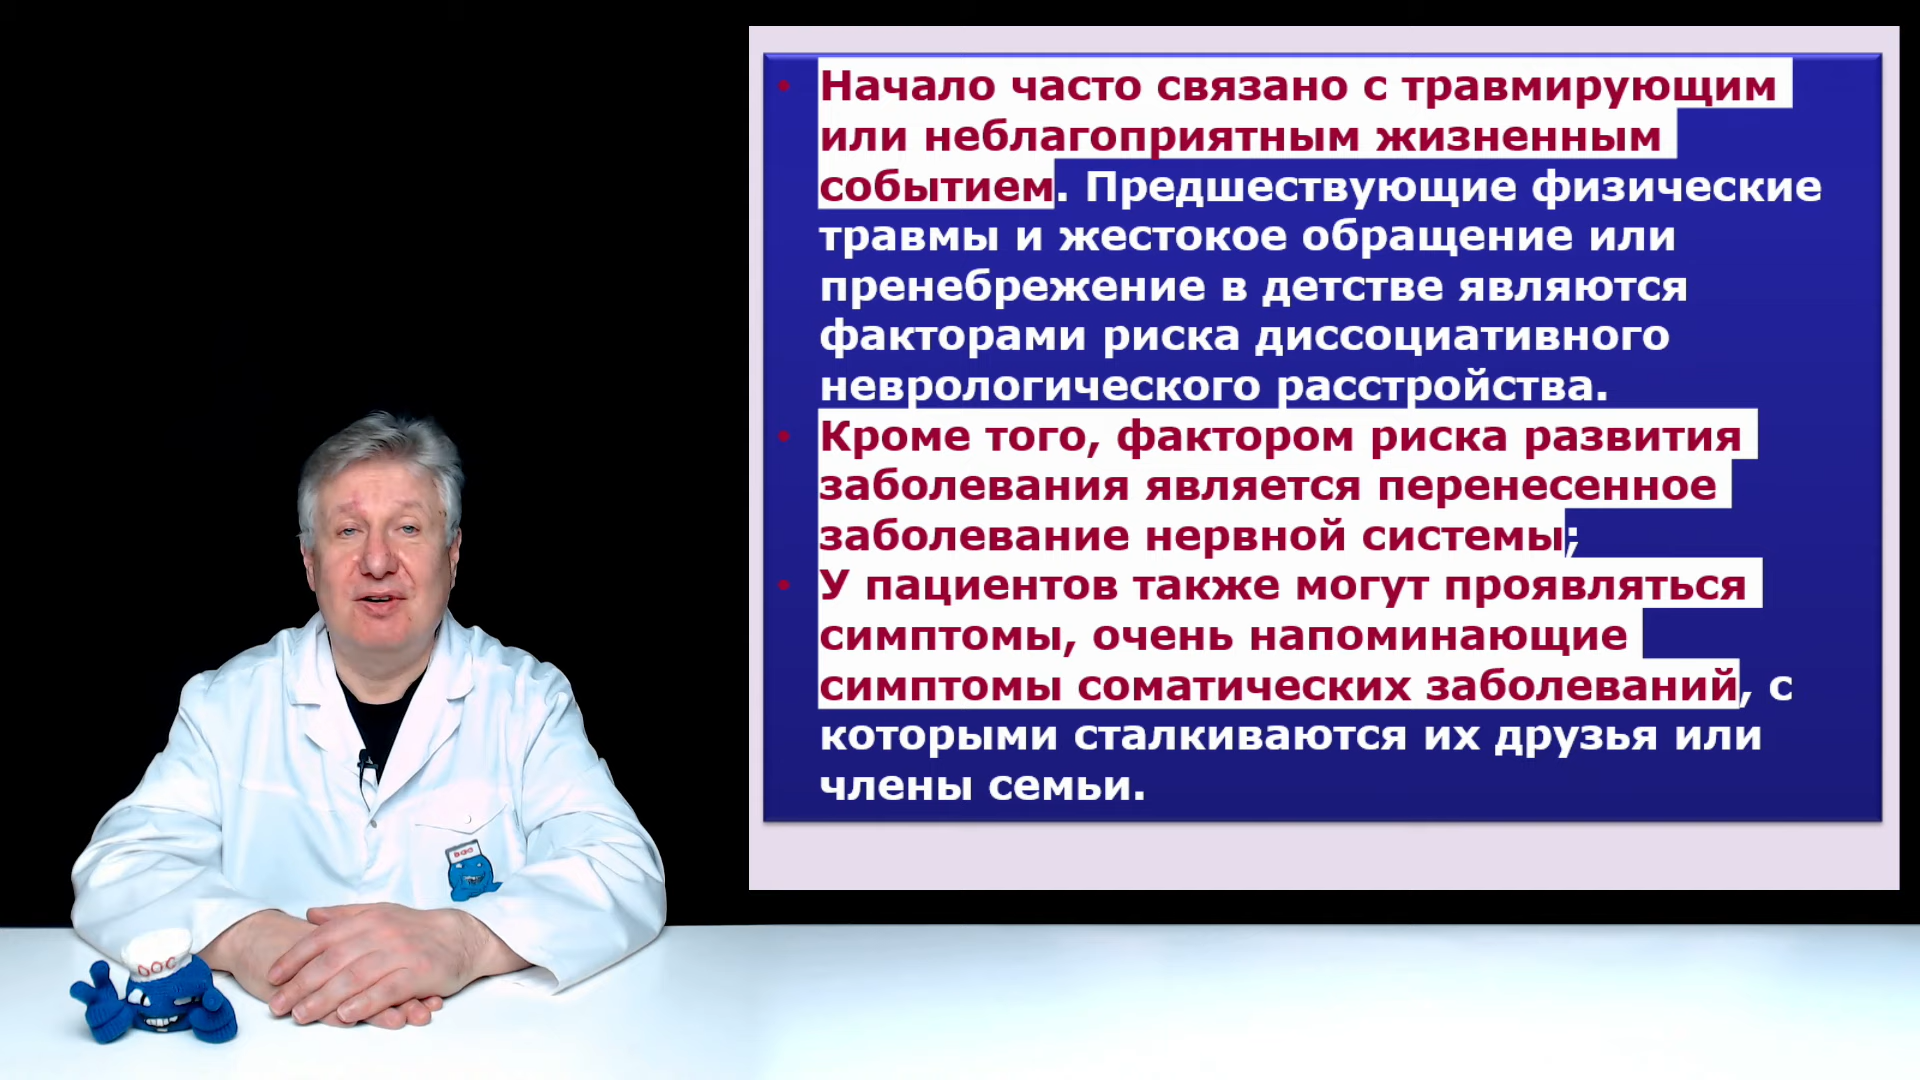 • Начало часто связано с травмирующим
или неблагоприятным жизненным
событием. Предшествующие физические
травмы и жестокое обращение или
пренебрежение в детстве являются
факторами риска диссоциативного
неврологического расстройства.
• Кроме того, фактором риска развития
заболевания является перенесенное
заболевание нервной системы;
• У пациентов также могут проявляться
симптомы, очень напоминающие
симптомы соматических заболеваний, с
которыми сталкиваются их друзья или
члены семьи.
DOC
DOC